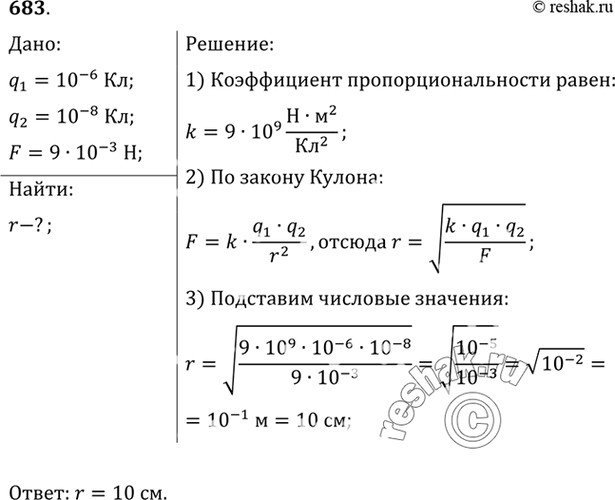 683.
© reshak.ru
Дано:
q₁ = 10⁻⁶ Кл;
q₂ = 10⁻⁸ Кл;
F = 9 · 10⁻³ Н;
Найти:
r−?;
Решение:
1) Коэффициент пропорциональности равен:
k = 9 · 10⁹ (Н · м²)/(Кл²);
2) По закону Кулона:
F = k · (q₁ · q₂)/(r²), отсюда r = √((k · q₁ · q₂)/F);
3) Подставим числовые значения:
r = √((9 · 10⁹ · 10⁻⁶ · 10⁻⁸)/(9 · 10⁻³)) = √(10⁻⁵/10⁻³) = √(10⁻²) =
= 10⁻¹ м = 10 см;
reshak.ru
©
Ответ: r = 10 см.